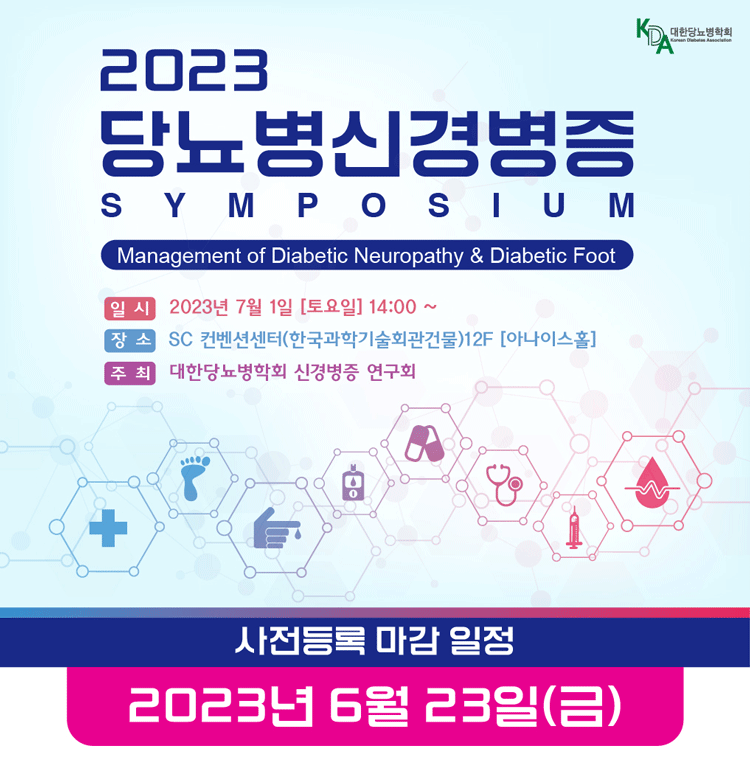 KDA 대한당뇨병학회
Korean Diabetes Association
2023
당뇨병신경병증
SYMPOSIUM
Management of Diabetic Neuropathy & Diabetic Foot
일 시 2023년 7월 1일 [토요일] 14:00 ~
장 소 SC 컨벤션센터(한국과학기술회관건물)12F [아나이스홀]
주 최 대한당뇨병학회 신경병증 연구회
사전등록 마감 일정
2023년 6월 23일(금)